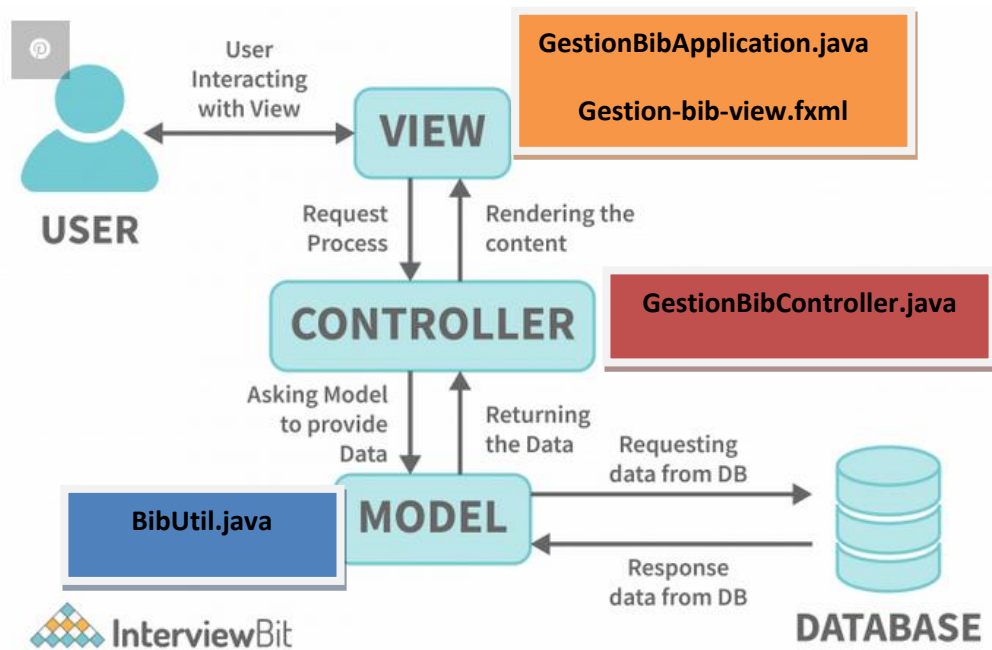 User
Interacting
with View
GestionBibApplication.java
Gestion-bib-view.fxml
VIEW
USER
Request
Process
Rendering the
content
CONTROLLER
GestionBibController.java
Asking Model
to provide
Data
Returning
the Data
Requesting
data from DB
BibUtil.java
MODEL
Response
data from DB
InterviewBit
DATABASE